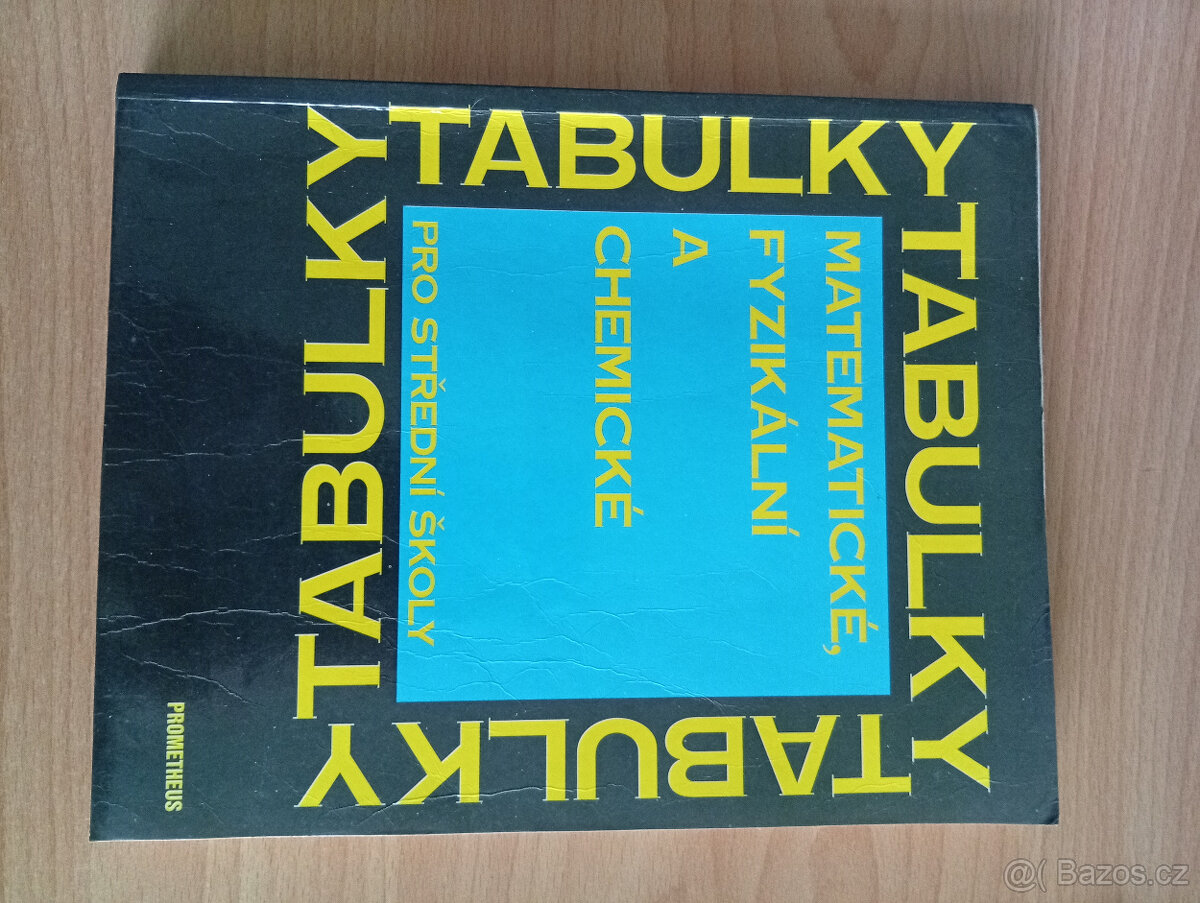 TABULKY
TABULKY
TABULKY
TABULKY
MATEMATICKÉ,
FYZIKÁLNÍ
A
CHEMICKÉ
PRO STŘEDNÍ ŠKOLY
PROMETHEUS
@( Bazos.cz